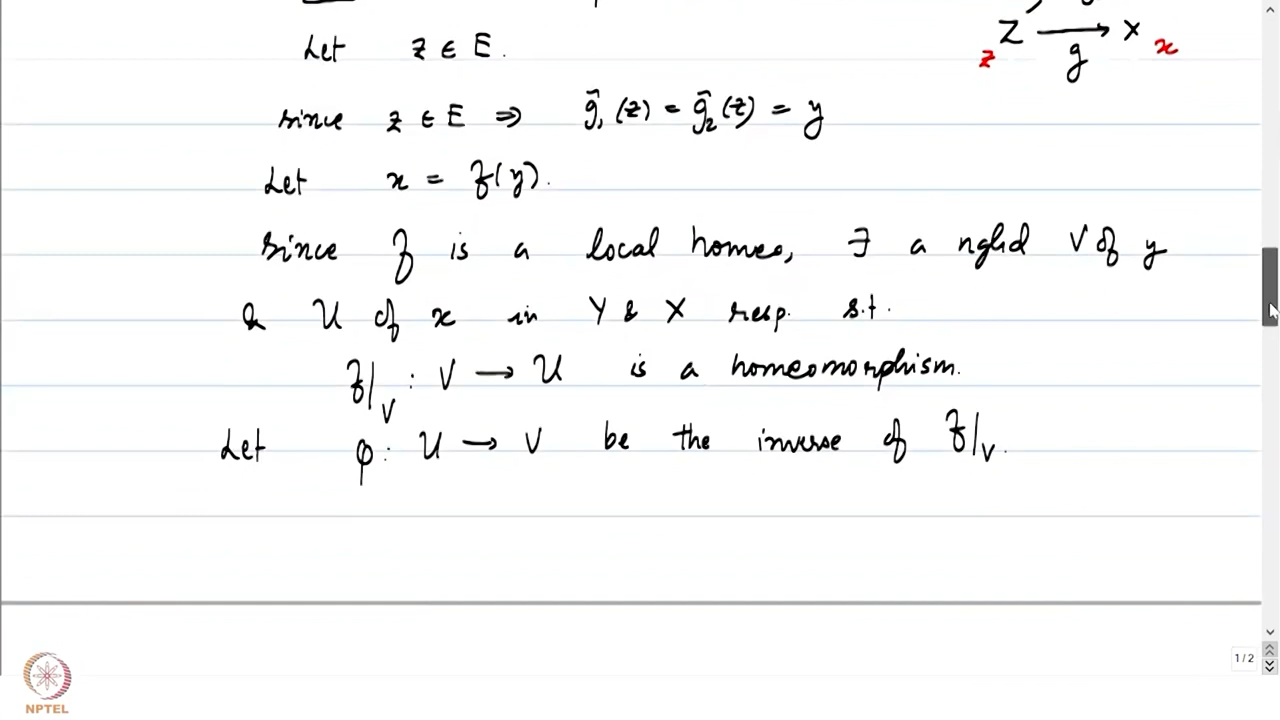 Let z ∈ E.
Z → X
z g x
since z ∈ E ⇒ g̃₁(z) = g̃₂(z) = y
Let x = f(y).
since f is a local homeo, ∃ a nghd V of y
& U of x in Y & X resp. s.t.
f|V : V → U is a homeomorphism.
Let φ: U → V be the inverse of f|V.
1/2
NPTEL